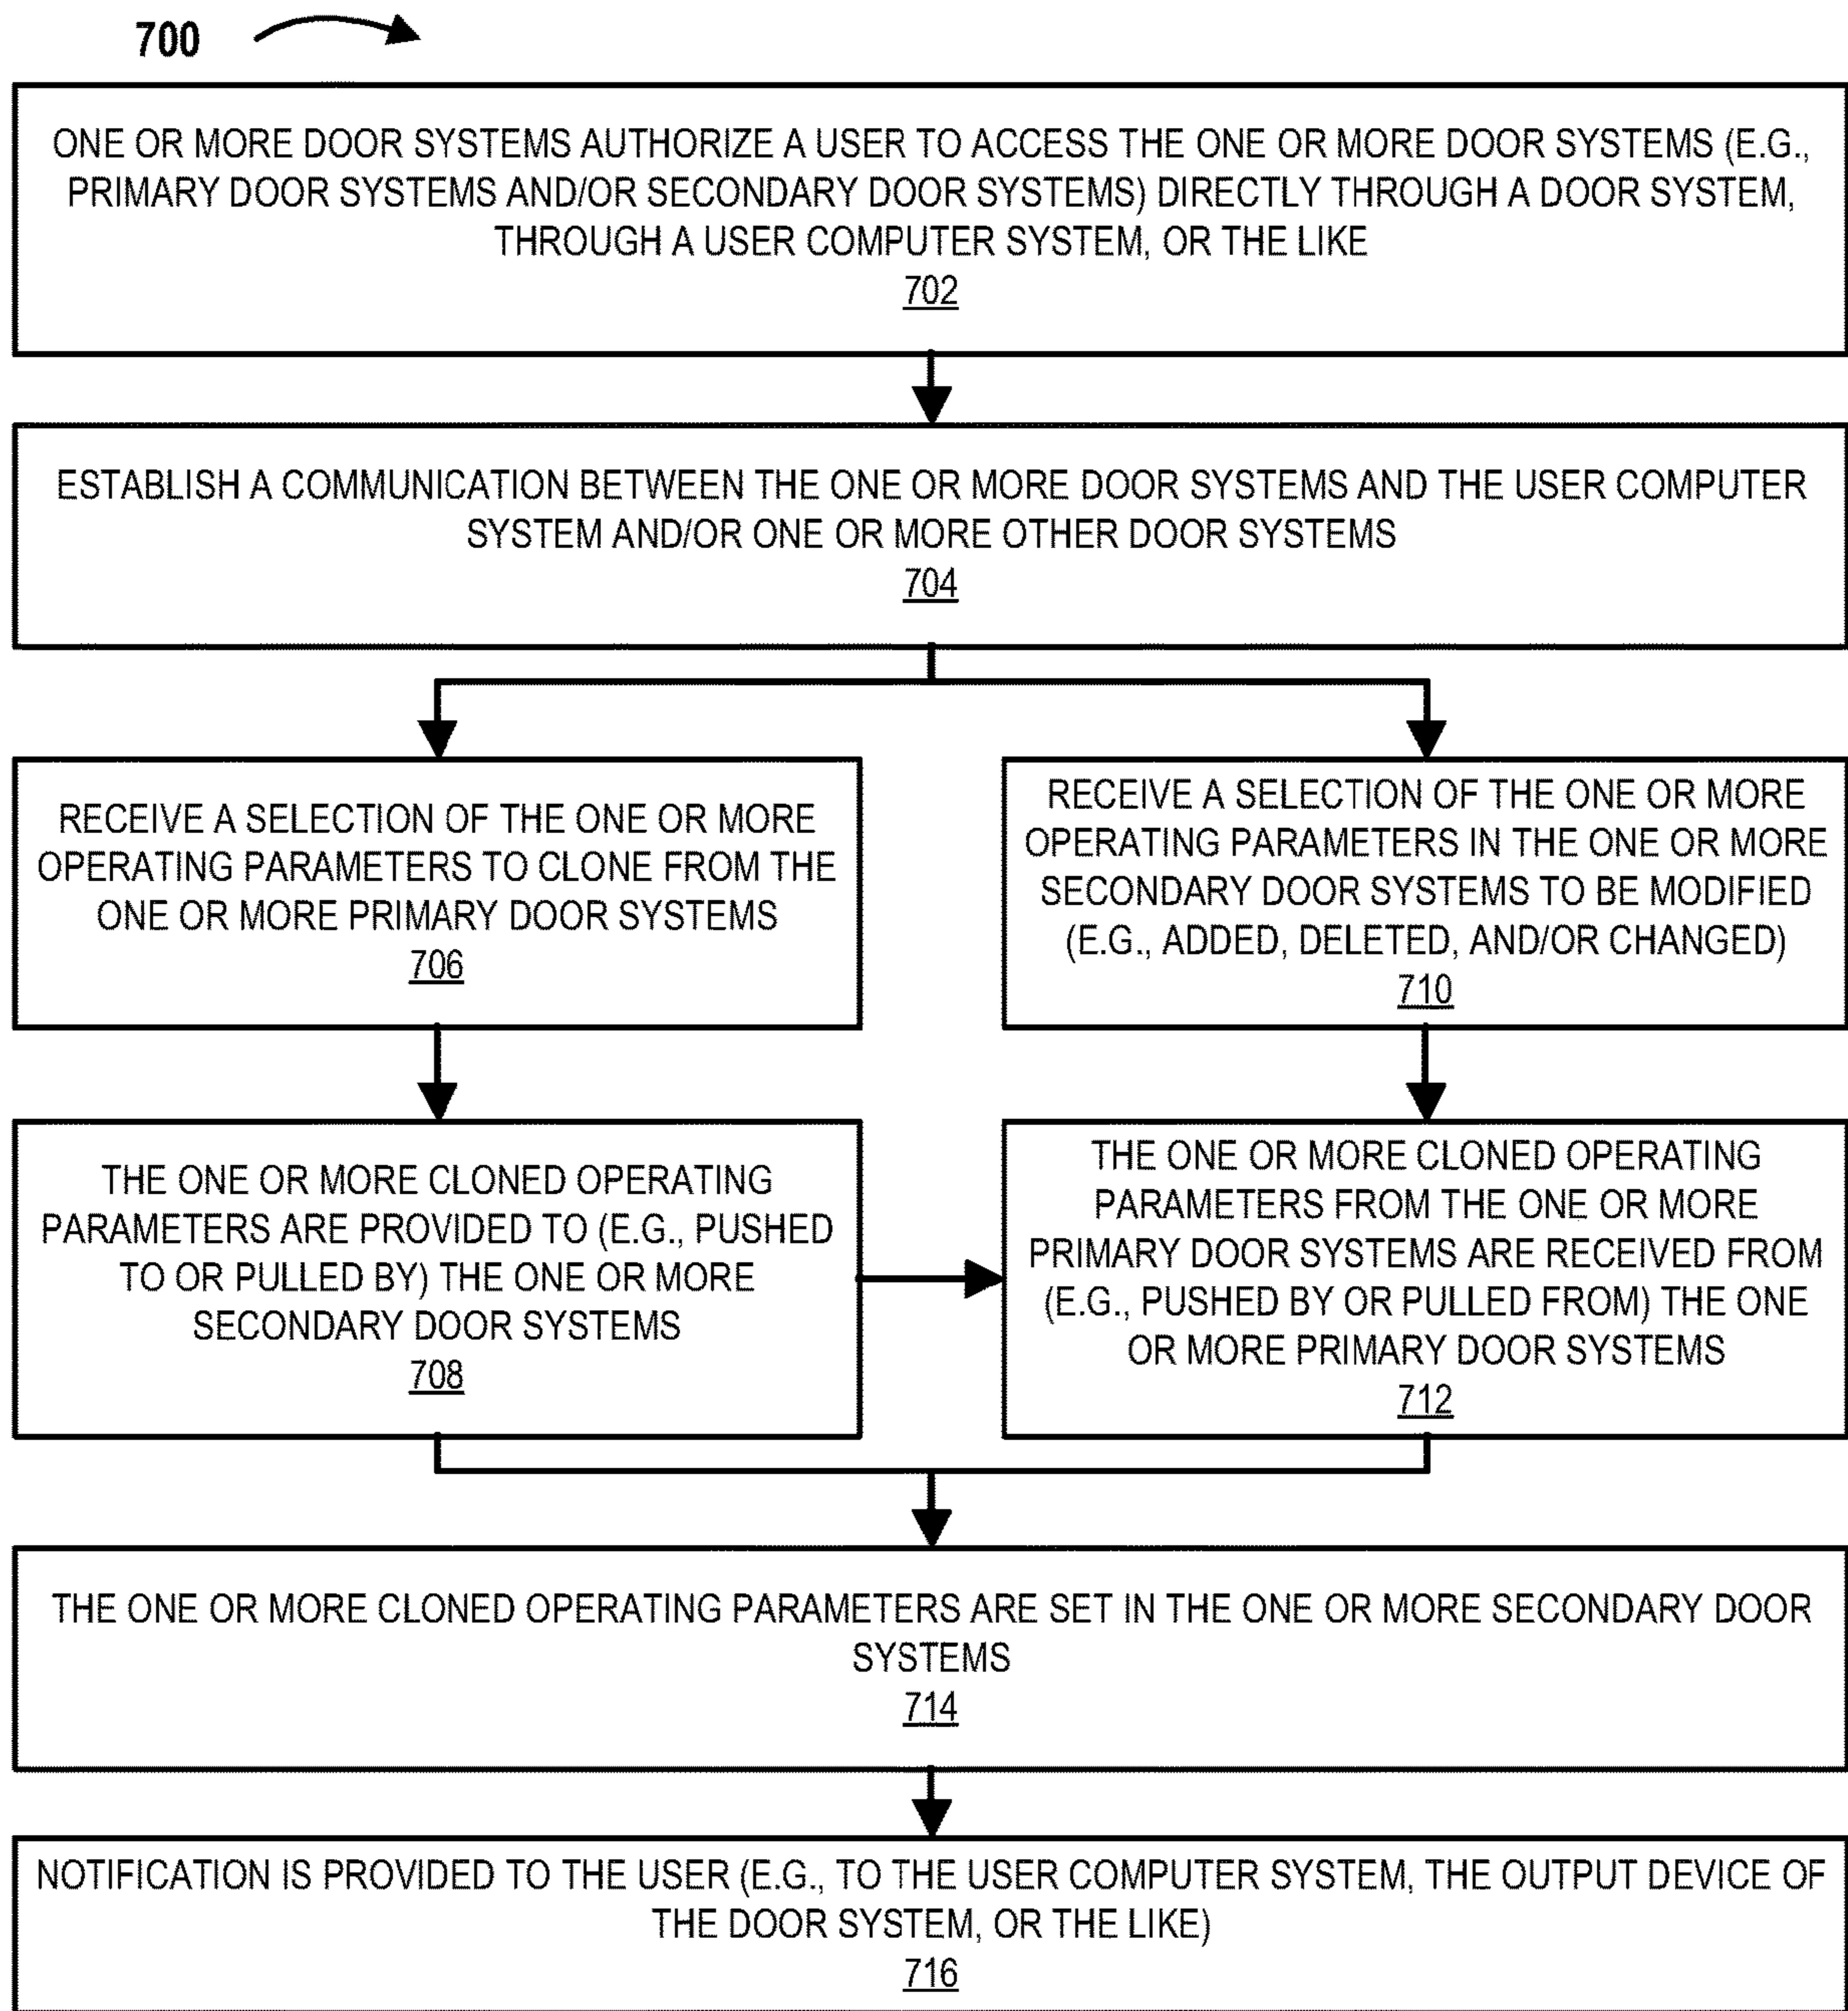 700
ONE OR MORE DOOR SYSTEMS AUTHORIZE A USER TO ACCESS THE ONE OR MORE DOOR SYSTEMS (E.G.,
PRIMARY DOOR SYSTEMS AND/OR SECONDARY DOOR SYSTEMS) DIRECTLY THROUGH A DOOR SYSTEM,
THROUGH A USER COMPUTER SYSTEM, OR THE LIKE
702
ESTABLISH A COMMUNICATION BETWEEN THE ONE OR MORE DOOR SYSTEMS AND THE USER COMPUTER
SYSTEM AND/OR ONE OR MORE OTHER DOOR SYSTEMS
704
RECEIVE A SELECTION OF THE ONE OR MORE
OPERATING PARAMETERS TO CLONE FROM THE
ONE OR MORE PRIMARY DOOR SYSTEMS
706
RECEIVE A SELECTION OF THE ONE OR MORE
OPERATING PARAMETERS IN THE ONE OR MORE
SECONDARY DOOR SYSTEMS TO BE MODIFIED
(E.G., ADDED, DELETED, AND/OR CHANGED)
710
THE ONE OR MORE CLONED OPERATING
PARAMETERS ARE PROVIDED TO (E.G., PUSHED
TO OR PULLED BY) THE ONE OR MORE
SECONDARY DOOR SYSTEMS
708
THE ONE OR MORE CLONED OPERATING
PARAMETERS FROM THE ONE OR MORE
PRIMARY DOOR SYSTEMS ARE RECEIVED FROM
(E.G., PUSHED BY OR PULLED FROM) THE ONE
OR MORE PRIMARY DOOR SYSTEMS
712
THE ONE OR MORE CLONED OPERATING PARAMETERS ARE SET IN THE ONE OR MORE SECONDARY DOOR
SYSTEMS
714
NOTIFICATION IS PROVIDED TO THE USER (E.G., TO THE USER COMPUTER SYSTEM, THE OUTPUT DEVICE OF
THE DOOR SYSTEM, OR THE LIKE)
716